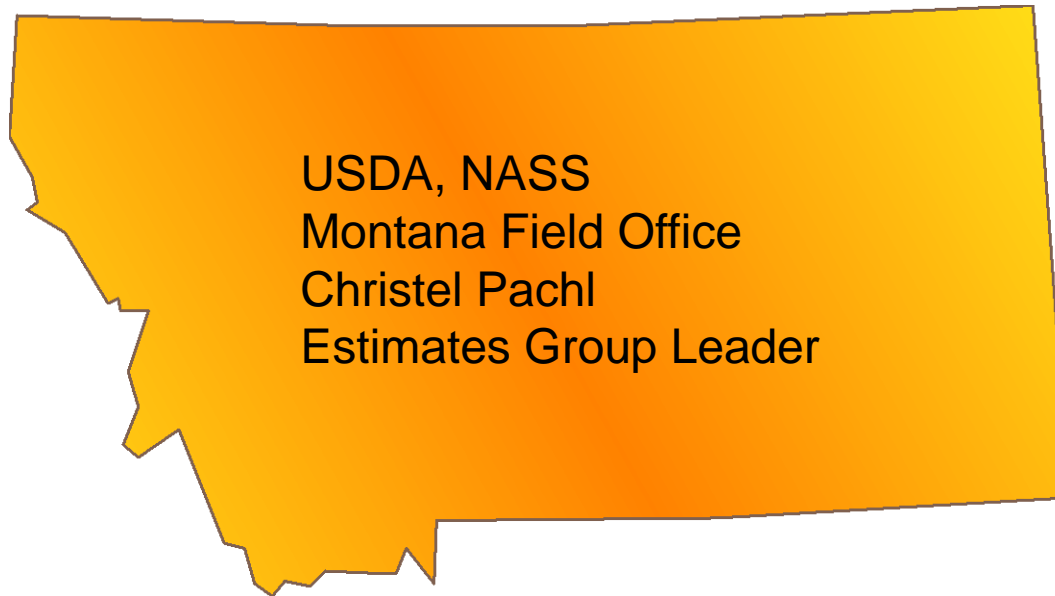 USDA, NASS
Montana Field Office
Christel Pachl
Estimates Group Leader